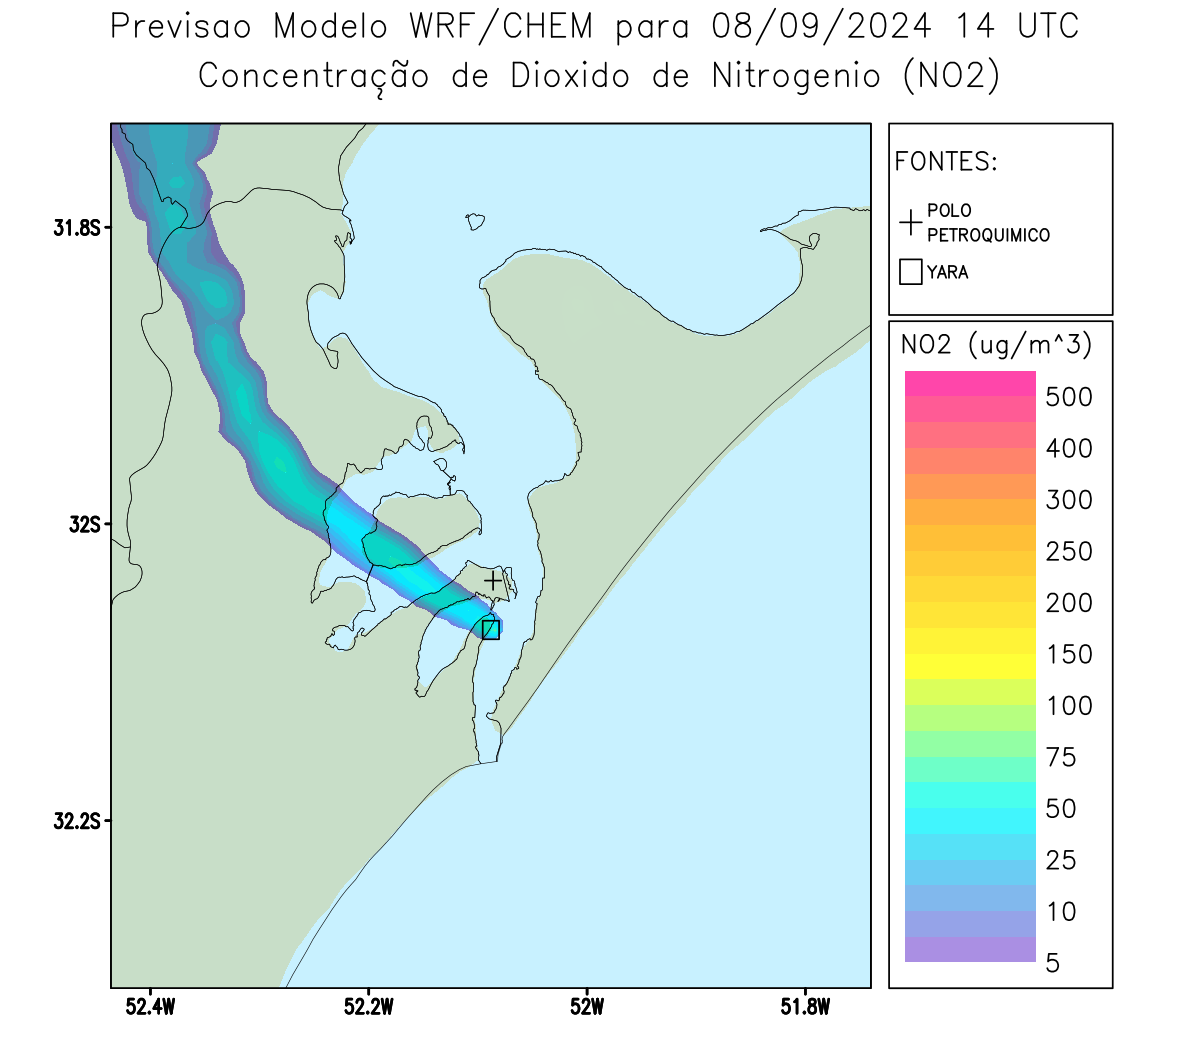 Previsao Modelo WRF/CHEM para 08/09/2024 14 UTC
Concentração de Dioxido de Nitrogenio (NO2)
FONTES:
POLO
PETROQUIMICO
YARA
31.8S
32S
32.2S
52.4W
52.2W
52W
51.8W
NO2 (ug/m^3)
500
400
300
250
200
150
100
75
50
25
10
5